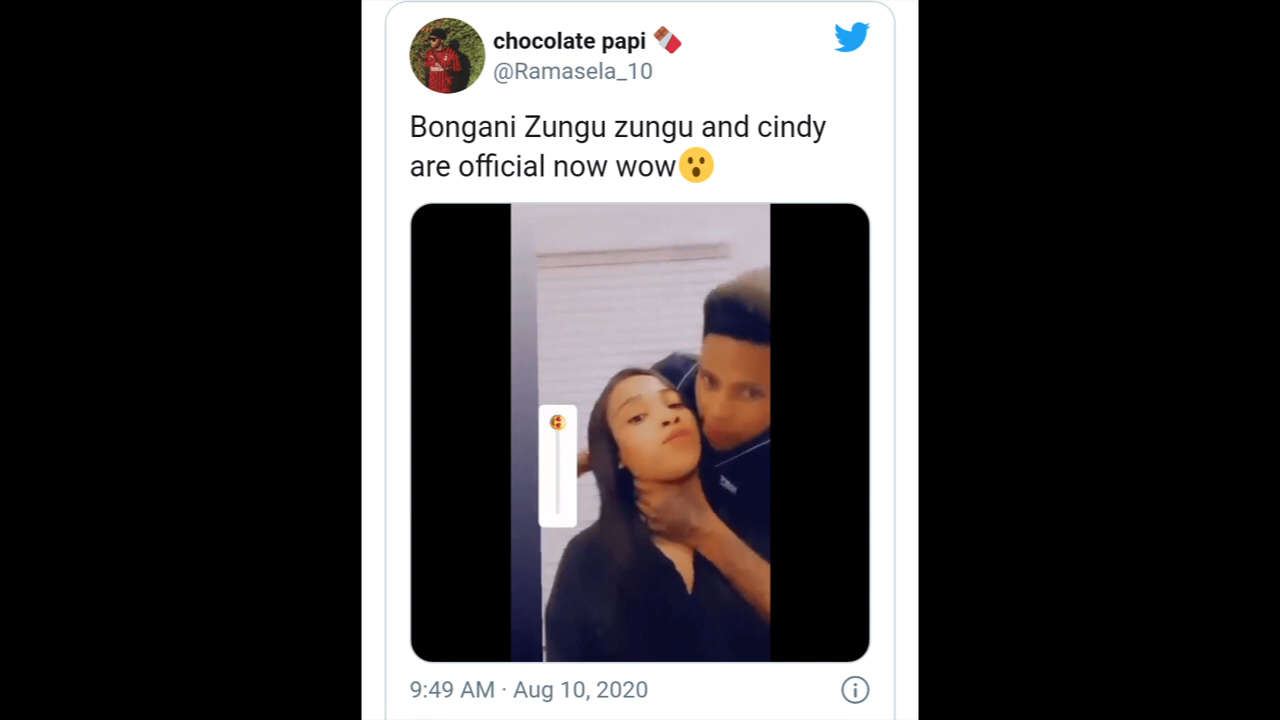 chocolate papi 🍫
@Ramasela_10
Bongani Zungu zungu and cindy
are official now wow😮
9:49 AM · Aug 10, 2020